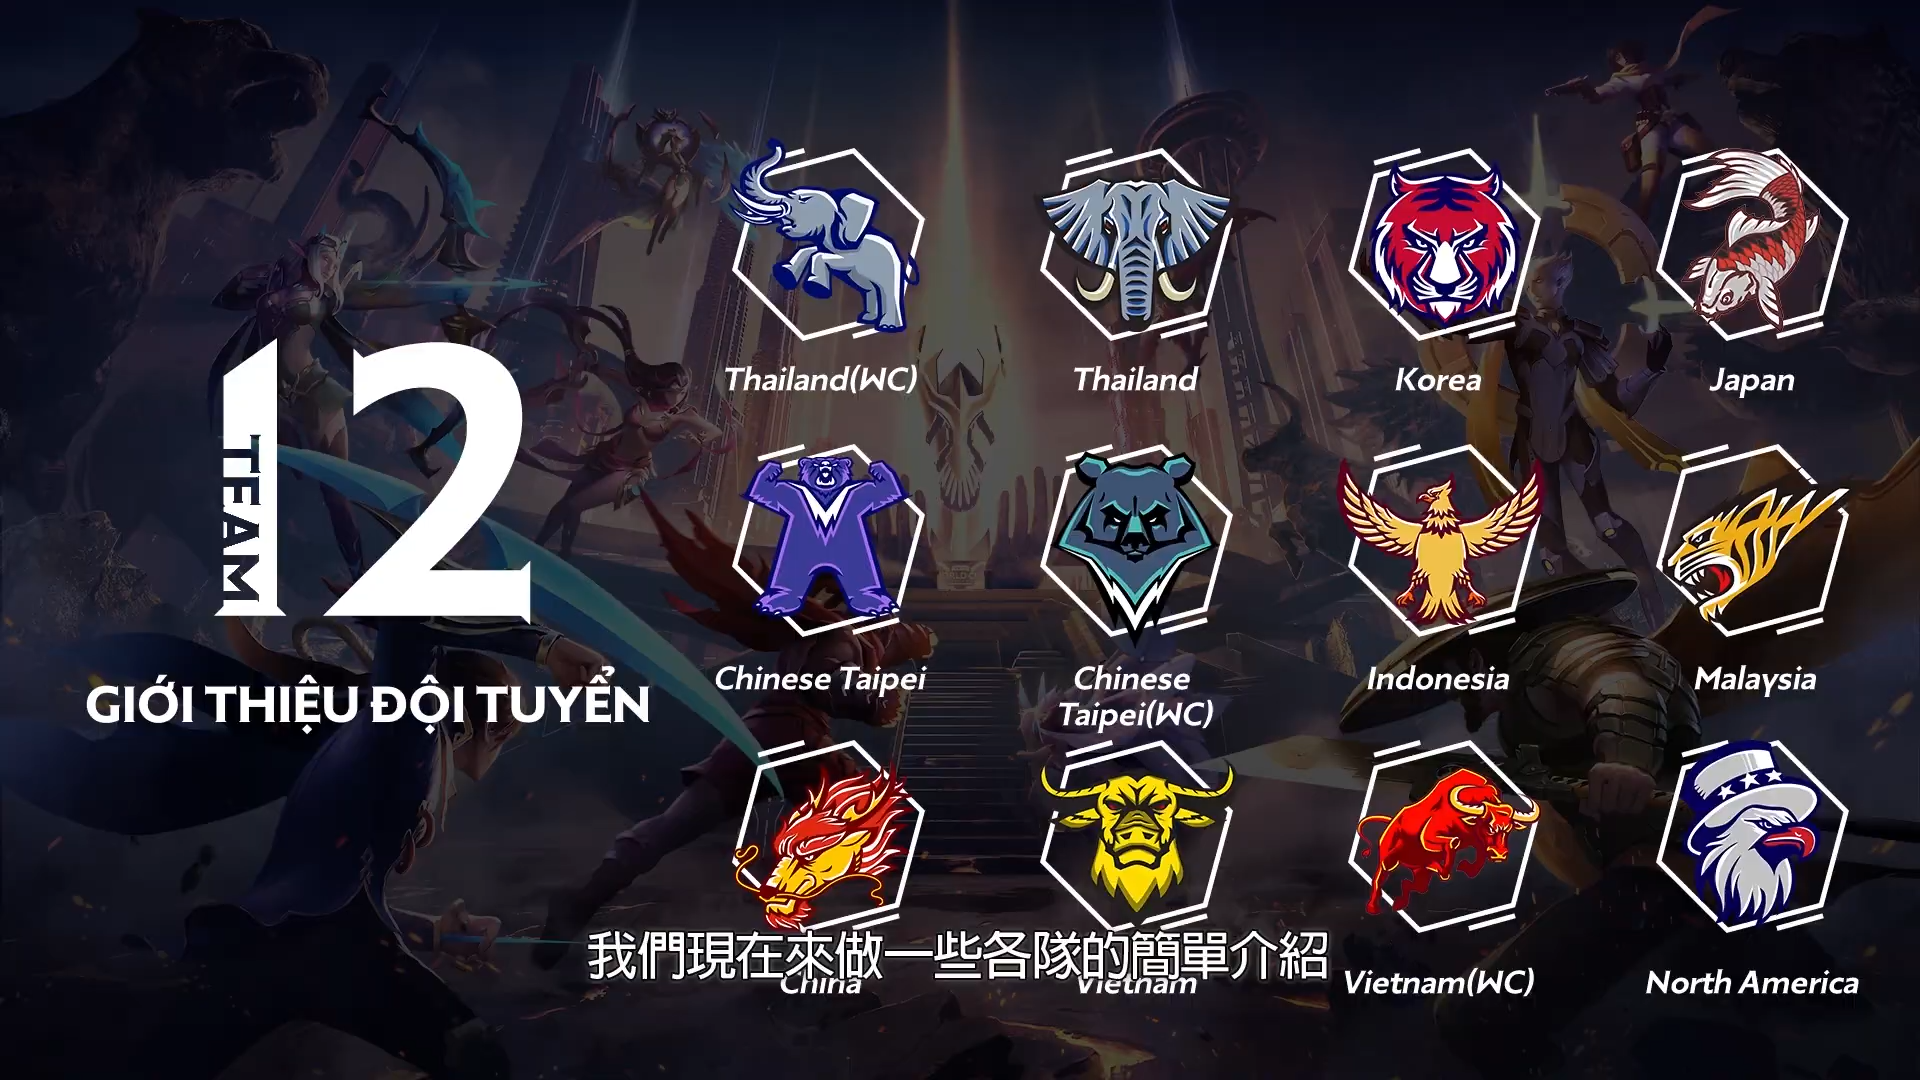 12
TEAM
GIỚI THIỆU ĐỘI TUYỂN
Thailand(WC)
Thailand
Korea
Japan
Chinese Taipei
Chinese
Taipei(WC)
Indonesia
Malaysia
China
Vietnam
Vietnam(WC)
North America
我們現在來做一些各隊的簡單介紹